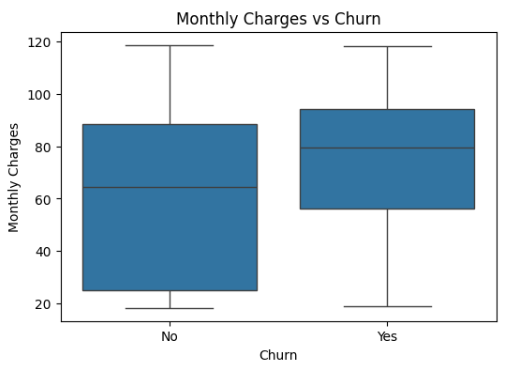 Monthly Charges vs Churn
120
100
80
60
40
20
Monthly Charges
No
Yes
Churn